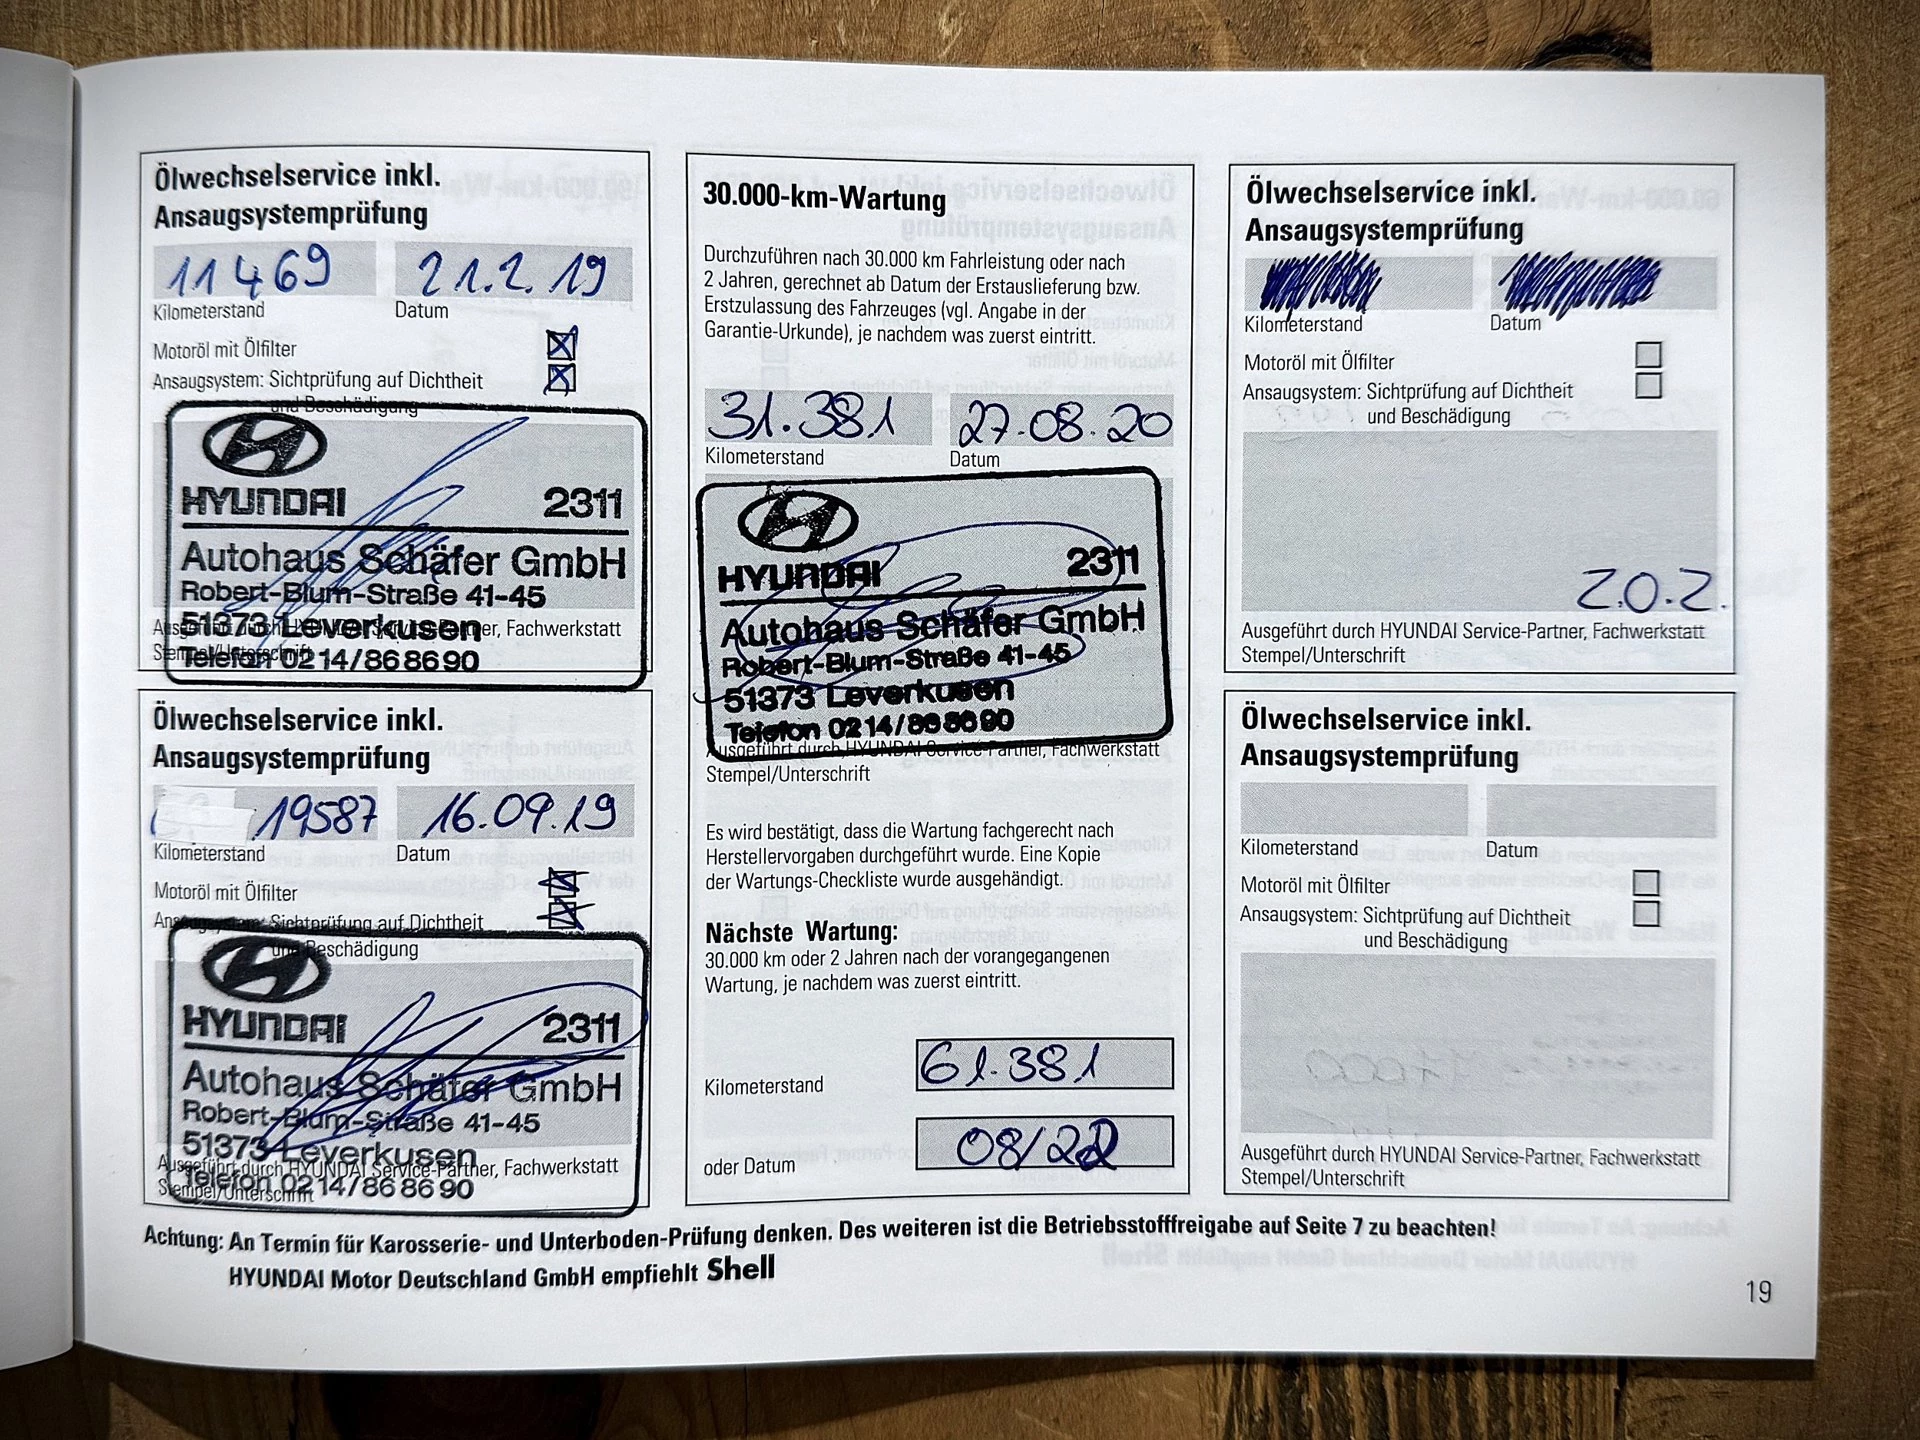 Ölwechselservice inkl.
Ansaugsystemprüfung
11469 21.2.19
Kilometerstand Datum
Motoröl mit Ölfilter
Ansaugsystem: Sichtprüfung auf Dichtheit
und Beschädigung
HYUNDAI 2311
Autohaus Schäfer GmbH
Robert-Blum-Straße 41-45
51373 Leverkusen
Telefon 0214/868690
Ausgeführt durch HYUNDAI Service-Partner, Fachwerkstatt
Stempel/Unterschrift
Ölwechselservice inkl.
Ansaugsystemprüfung
19587 16.09.19
Kilometerstand Datum
Motoröl mit Ölfilter
Ansaugsystem: Sichtprüfung auf Dichtheit
und Beschädigung
HYUNDAI 2311
Autohaus Schäfer GmbH
Robert-Blum-Straße 41-45
51373 Leverkusen
Telefon 0214/868690
Ausgeführt durch HYUNDAI Service-Partner, Fachwerkstatt
Stempel/Unterschrift
30.000-km-Wartung
Durchzuführen nach 30.000 km Fahrleistung oder nach
2 Jahren, gerechnet ab Datum der Erstauslieferung bzw.
Erstzulassung des Fahrzeuges (vgl. Angabe in der
Garantie-Urkunde), je nachdem was zuerst eintritt.
31.381 27.08.20
Kilometerstand Datum
HYUNDAI 2311
Autohaus Schäfer GmbH
Robert-Blum-Straße 41-45
51373 Leverkusen
Telefon 0214/868690
Ausgeführt durch HYUNDAI Service-Partner, Fachwerkstatt
Stempel/Unterschrift
Es wird bestätigt, dass die Wartung fachgerecht nach
Herstellervorgaben durchgeführt wurde. Eine Kopie
der Wartungs-Checkliste wurde ausgehändigt.
Nächste Wartung:
30.000 km oder 2 Jahren nach der vorangegangenen
Wartung, je nachdem was zuerst eintritt.
Kilometerstand 61.381
oder Datum 08/22
Ölwechselservice inkl.
Ansaugsystemprüfung
Kilometerstand Datum
Motoröl mit Ölfilter
Ansaugsystem: Sichtprüfung auf Dichtheit
und Beschädigung
Z.O.Z.
Ausgeführt durch HYUNDAI Service-Partner, Fachwerkstatt
Stempel/Unterschrift
Ölwechselservice inkl.
Ansaugsystemprüfung
Kilometerstand Datum
Motoröl mit Ölfilter
Ansaugsystem: Sichtprüfung auf Dichtheit
und Beschädigung
Ausgeführt durch HYUNDAI Service-Partner, Fachwerkstatt
Stempel/Unterschrift
Achtung: An Termin für Karosserie- und Unterboden-Prüfung denken. Des weiteren ist die Betriebsstofffreigabe auf Seite 7 zu beachten!
HYUNDAI Motor Deutschland GmbH empfiehlt Shell
19